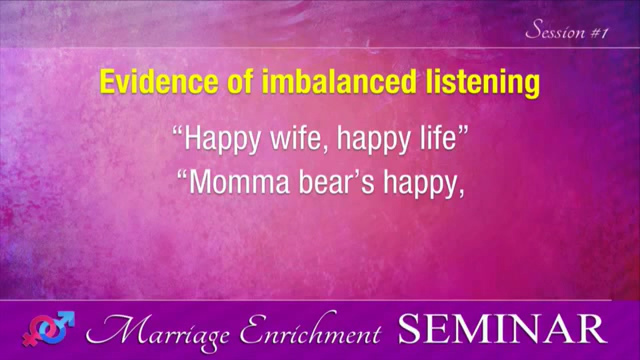 Session #1
Evidence of imbalanced listening
“Happy wife, happy life”
“Momma bear’s happy,
Marriage Enrichment SEMINAR